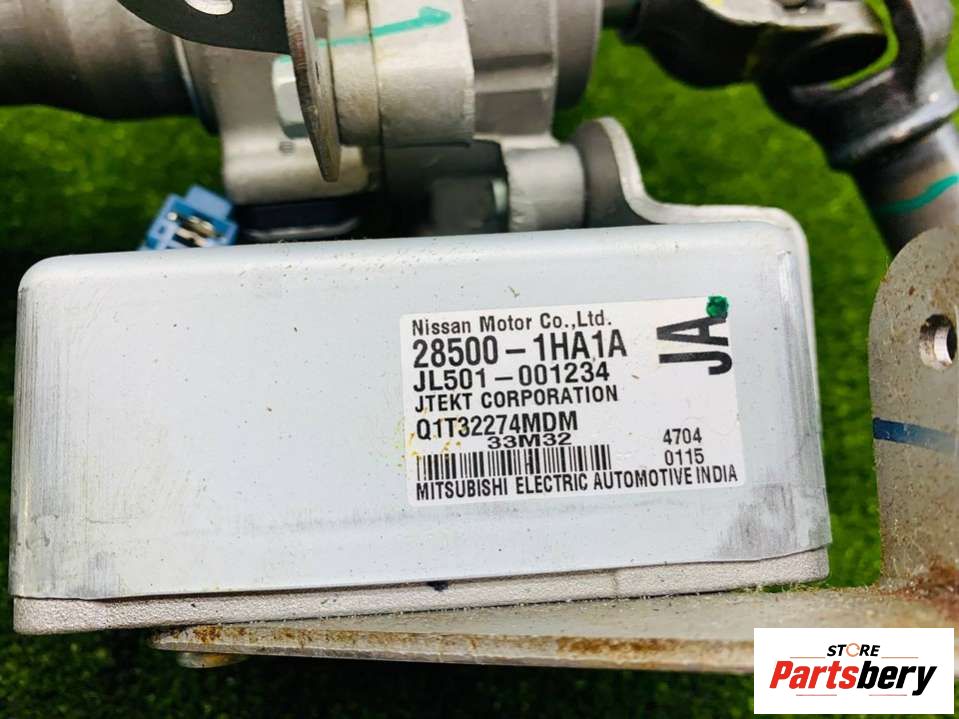 Nissan Motor Co.,Ltd.
28500-1HA1A
JL501-001234
JTEKT CORPORATION
Q1T32274MDM
33M32
4704
0115
MITSUBISHI ELECTRIC AUTOMOTIVE INDIA
JA
STORE
Partsbery